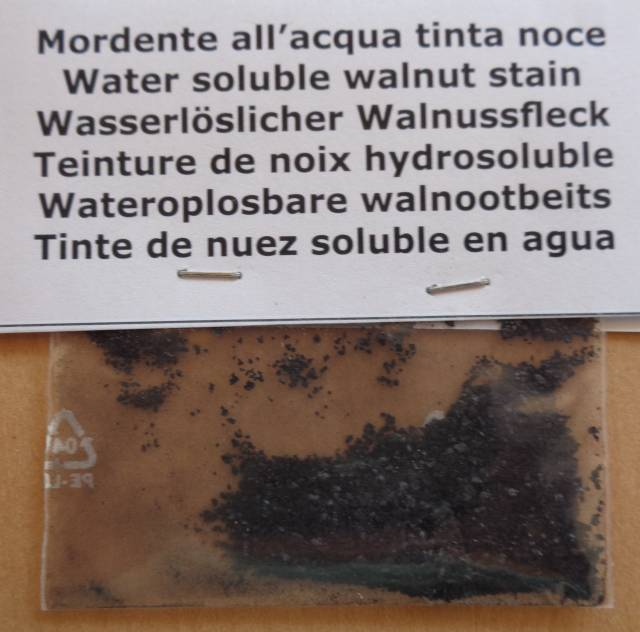 Mordente all'acqua tinta noce
Water soluble walnut stain
Wasserlöslicher Walnussfleck
Teinture de noix hydrosoluble
Wateroplosbare walnootbeits
Tinte de nuez soluble en agua
04